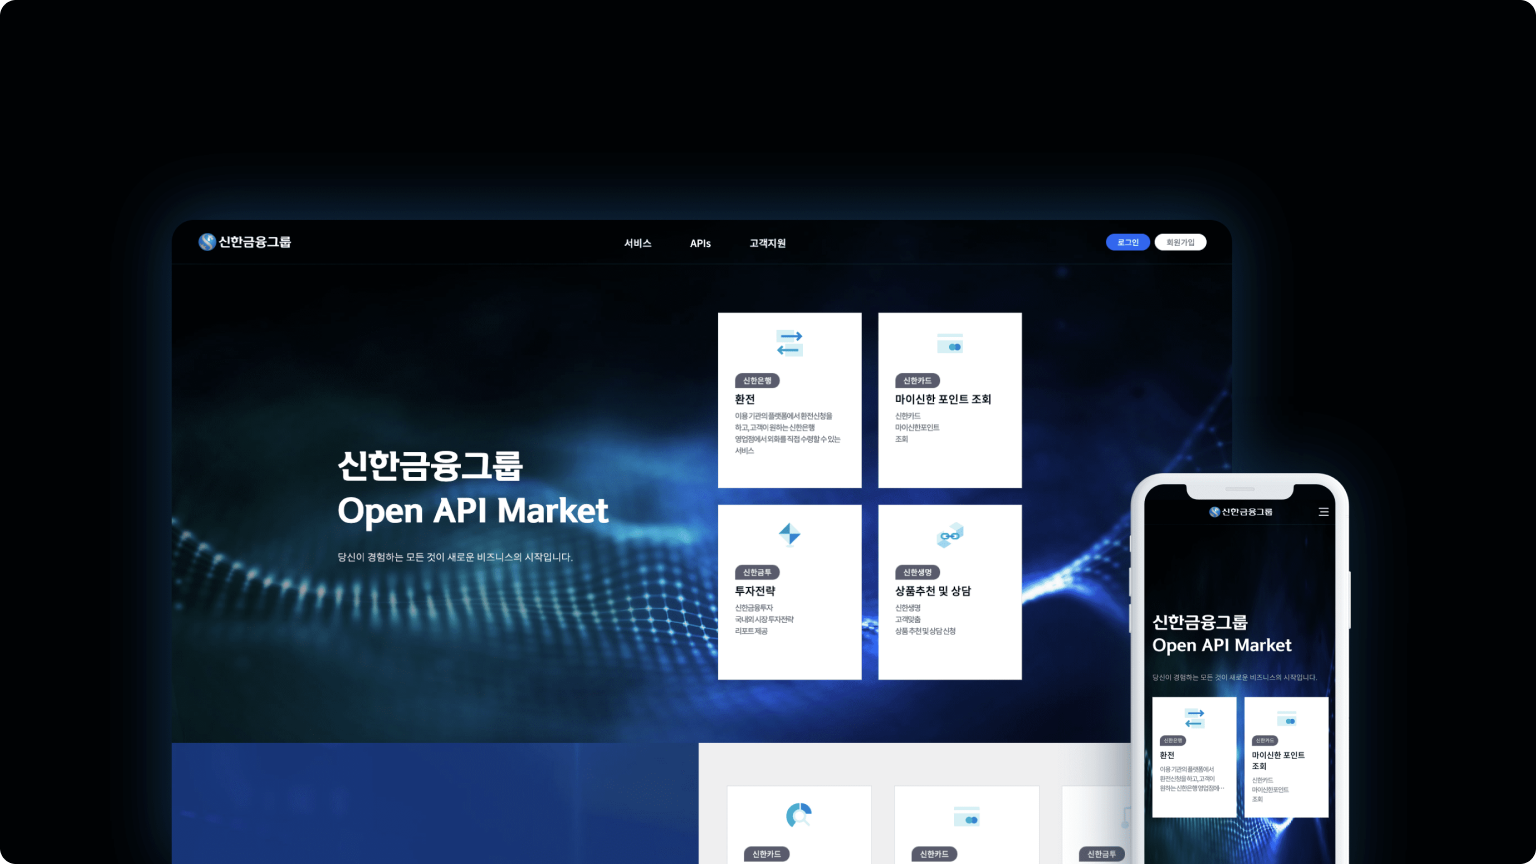 신한금융그룹
서비스
APIs
고객지원
로그인
회원가입
신한금융그룹
Open API Market
당신이 경험하는 모든 것이 새로운 비즈니스의 시작입니다.
신한은행
환전
이용 기관의 플랫폼에서 환전신청을
하고, 고객이 원하는 신한은행
영업점에서 외화를 직접 수령할 수 있는
서비스
신한카드
마이신한 포인트 조회
신한카드
마이신한포인트
조회
신한금투
투자전략
신한금융투자
국내외 시장 투자전략
리포트 제공
신한생명
상품추천 및 상담
신한생명
고객맞춤
상품 추천 및 상담 신청
신한카드
신한카드
신한금투
신한금융그룹
신한금융그룹
Open API Market
당신이 경험하는 모든 것이 새로운 비즈니스의 시작입니다.
신한은행
환전
이용 기관의 플랫폼에서
환전신청을 하고, 고객이
원하는 신한은행 영업점에…
신한카드
마이신한 포인트
조회
신한카드
마이신한포인트
조회